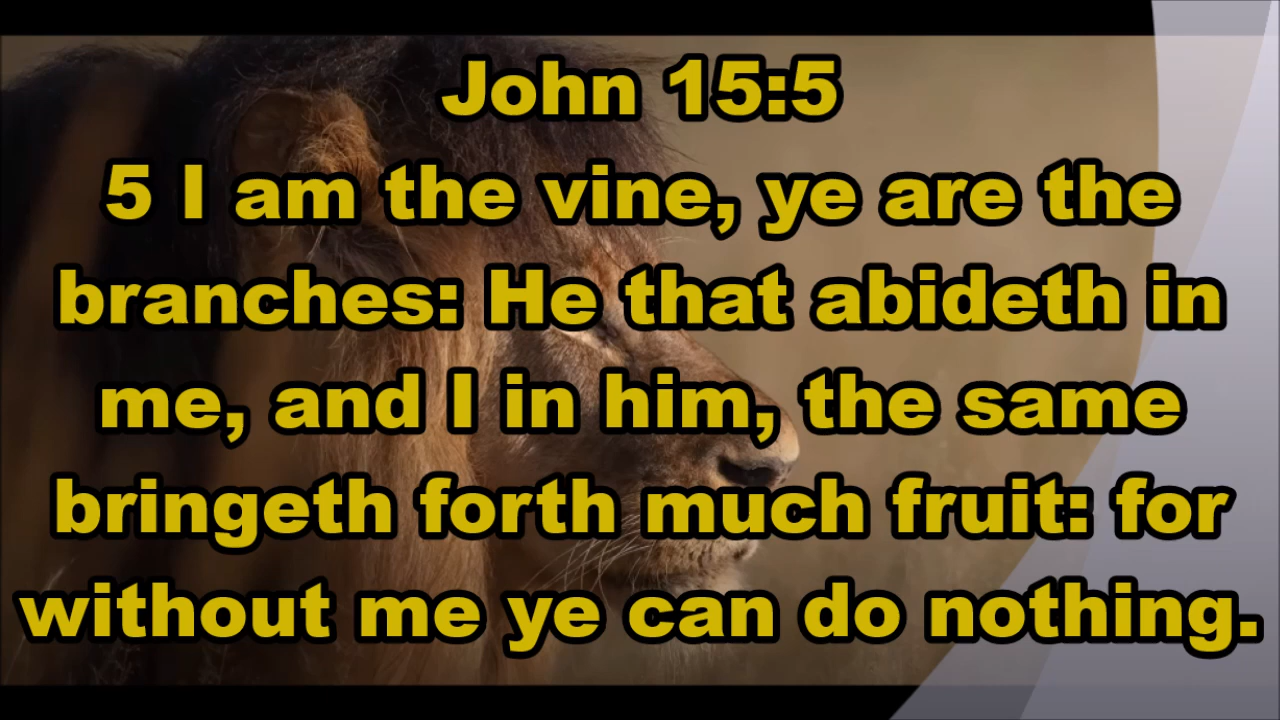 John 15:5
5 I am the vine, ye are the
branches: He that abideth in
me, and I in him, the same
bringeth forth much fruit: for
without me ye can do nothing.